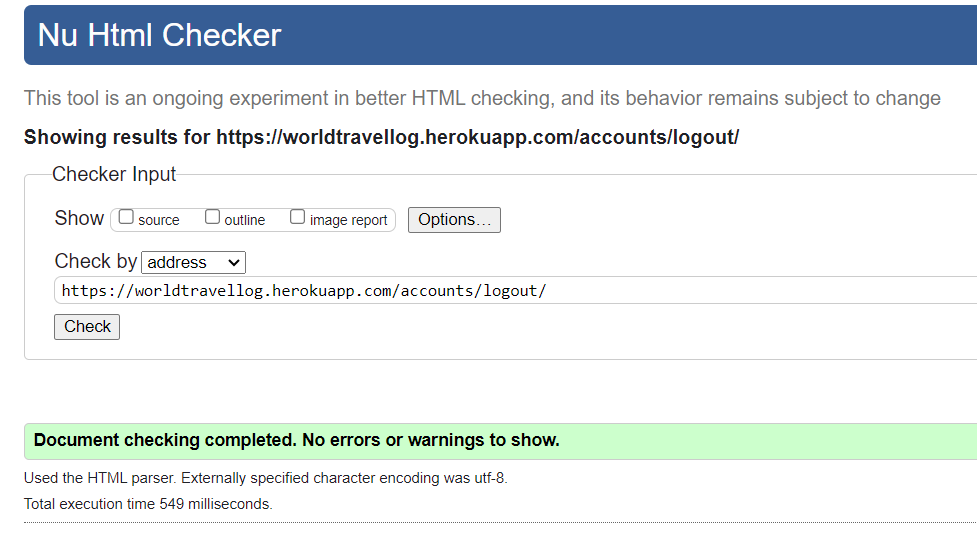 Nu Html Checker
This tool is an ongoing experiment in better HTML checking, and its behavior remains subject to change
Showing results for https://worldtravellog.herokuapp.com/accounts/logout/
Checker Input
Show source outline image report Options...
Check by address
https://worldtravellog.herokuapp.com/accounts/logout/
Check
Document checking completed. No errors or warnings to show.
Used the HTML parser. Externally specified character encoding was utf-8.
Total execution time 549 milliseconds.